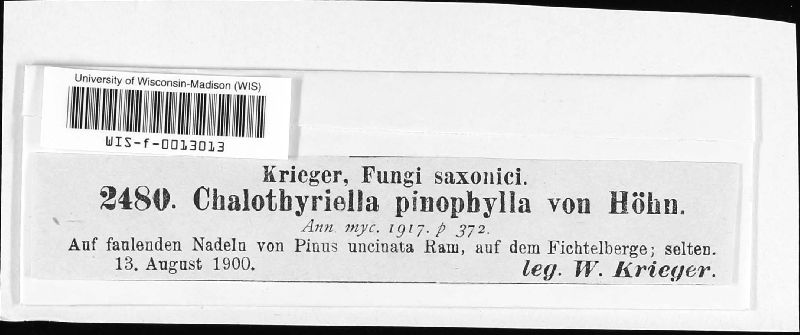 University of Wisconsin-Madison (WIS)
WIS-f-0013013
Krieger, Fungi saxonici.
2480. Chalothyriella pinophylla von Höhn.
Ann myc. 1917. p 372.
Auf faulenden Nadeln von Pinus uncinata Ram, auf dem Fichtelberge; selten.
13. August 1900.
leg. W. Krieger.